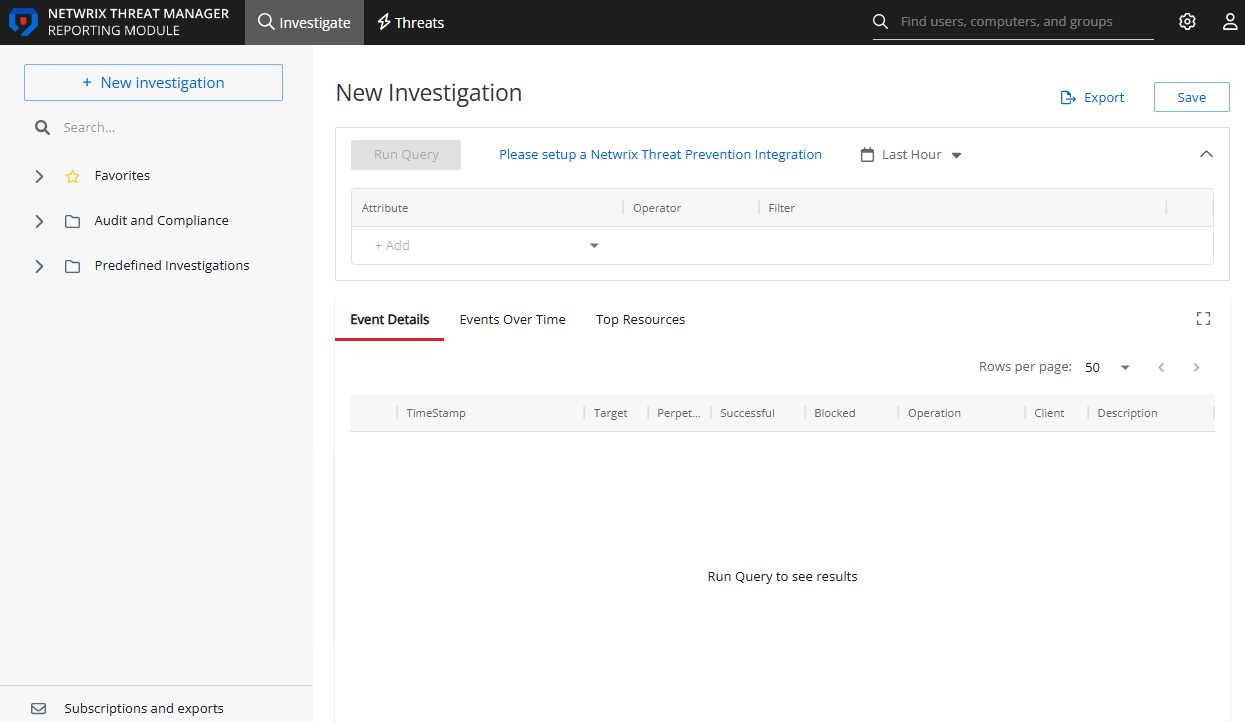 NETWRIX THREAT MANAGER
REPORTING MODULE
Investigate
Threats
Find users, computers, and groups
+ New investigation
Search...
Favorites
Audit and Compliance
Predefined Investigations
Subscriptions and exports
New Investigation
Export
Save
Run Query
Please setup a Netwrix Threat Prevention Integration
Last Hour
Attribute Operator Filter
+ Add
Event Details Events Over Time Top Resources
Rows per page: 50
TimeStamp Target Perpet... Successful Blocked Operation Client Description
Run Query to see results